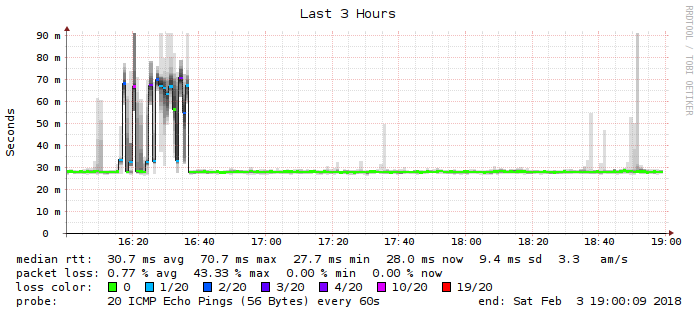 Last 3 Hours
RRDTOOL / TOBI OETIKER
Seconds
90 m
80 m
70 m
60 m
50 m
40 m
30 m
20 m
10 m
0
16:20 16:40 17:00 17:20 17:40 18:00 18:20 18:40 19:00
median rtt: 30.7 ms avg 70.7 ms max 27.7 ms min 28.0 ms now 9.4 ms sd 3.3 am/s
packet loss: 0.77 % avg 43.33 % max 0.00 % min 0.00 % now
loss color: 0 1/20 2/20 3/20 4/20 10/20 19/20
probe: 20 ICMP Echo Pings (56 Bytes) every 60s end: Sat Feb 3 19:00:09 2018